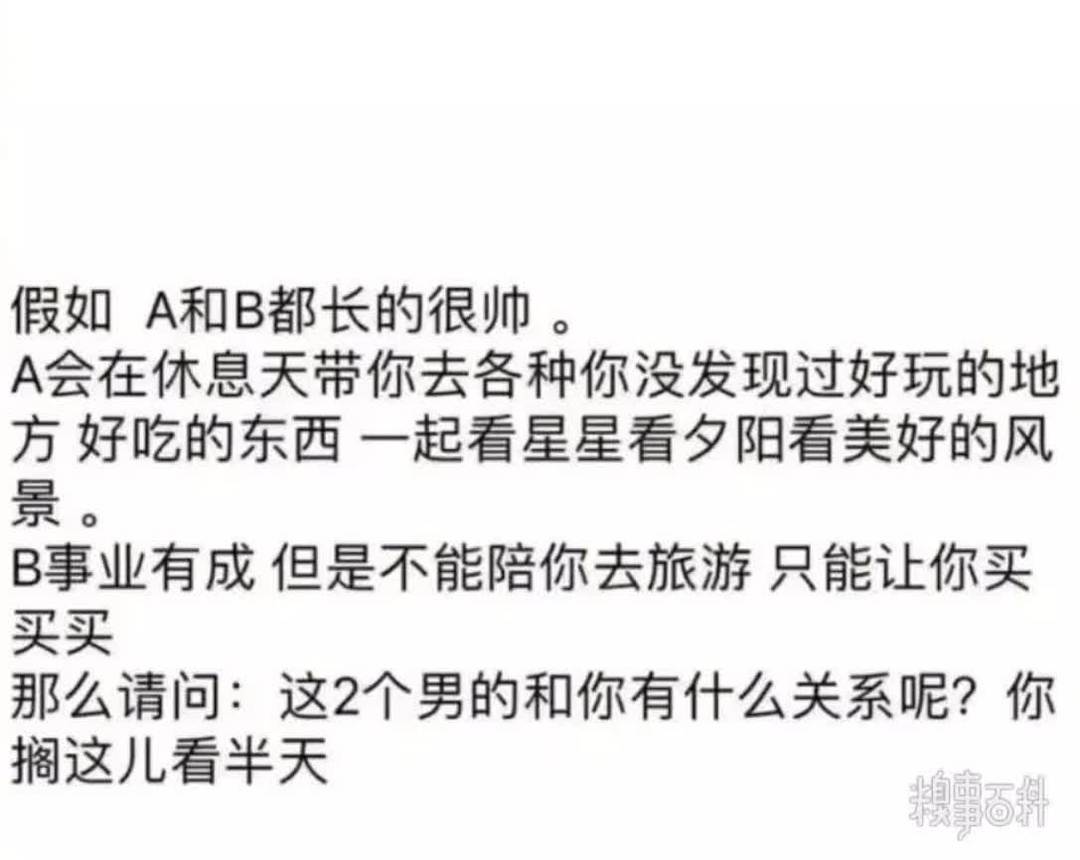 假如 A和B都长的很帅 。
A会在休息天带你去各种你没发现过好玩的地
方 好吃的东西 一起看星星看夕阳看美好的风
景 。
B事业有成 但是不能陪你去旅游 只能让你买
买买
那么请问：这2个男的和你有什么关系呢？你
搁这儿看半天
糗事百科